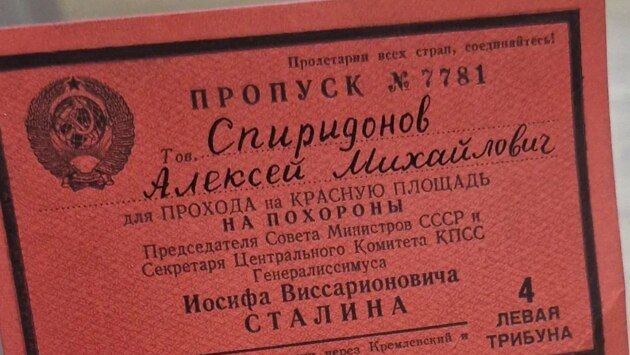 Пролетарии всех стран, соединяйтесь!
ПРОПУСК № 7781
Тов. Спиридонов
Алексей Михайлович
для ПРОХОДА на КРАСНУЮ ПЛОЩАДЬ
НА ПОХОРОНЫ
Председателя Совета Министров СССР и
Секретаря Центрального Комитета КПСС
Генералиссимуса
Иосифа Виссарионовича
СТАЛИНА
4
ЛЕВАЯ
ТРИБУНА
через Кремлевский и